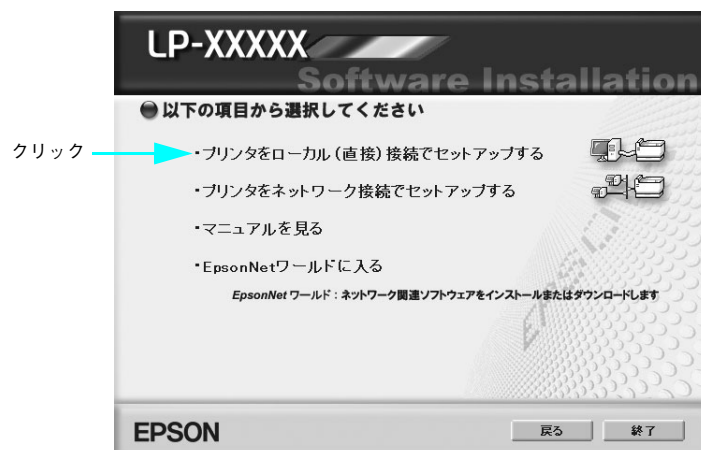 LP-XXXXX
Software Installation
以下の項目から選択してください
クリック
・プリンタをローカル(直接)接続でセットアップする
・プリンタをネットワーク接続でセットアップする
・マニュアルを見る
・EpsonNetワールドに入る
EpsonNet ワールド：ネットワーク関連ソフトウェアをインストールまたはダウンロードします
EPSON
EPSON
戻る
終了